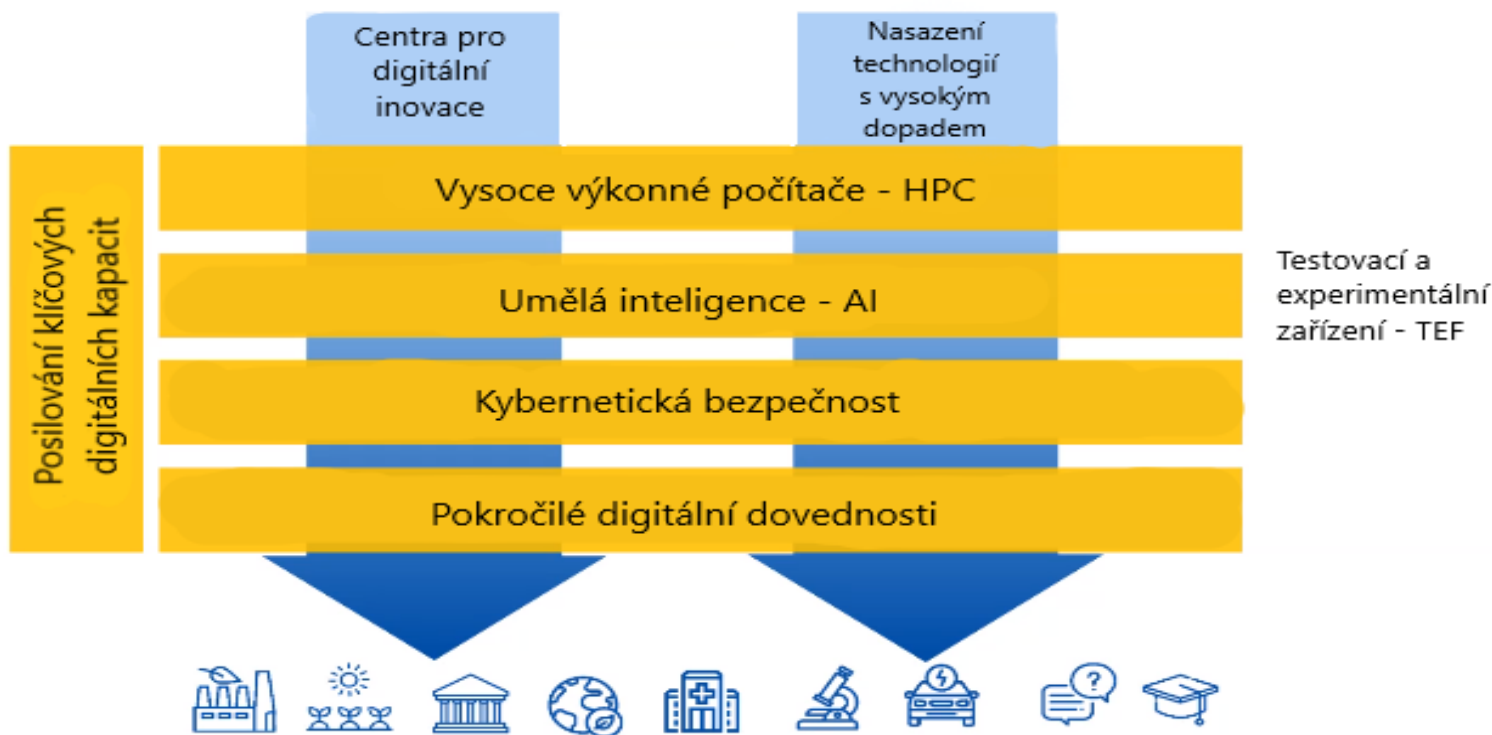 Centra pro
digitální
inovace
Nasazení
technologií
s vysokým
dopadem
Posilování klíčových
digitálních kapacit
Vysoce výkonné počítače - HPC
Umělá inteligence - AI
Kybernetická bezpečnost
Pokročilé digitální dovednosti
Testovací a
experimentální
zařízení - TEF
?